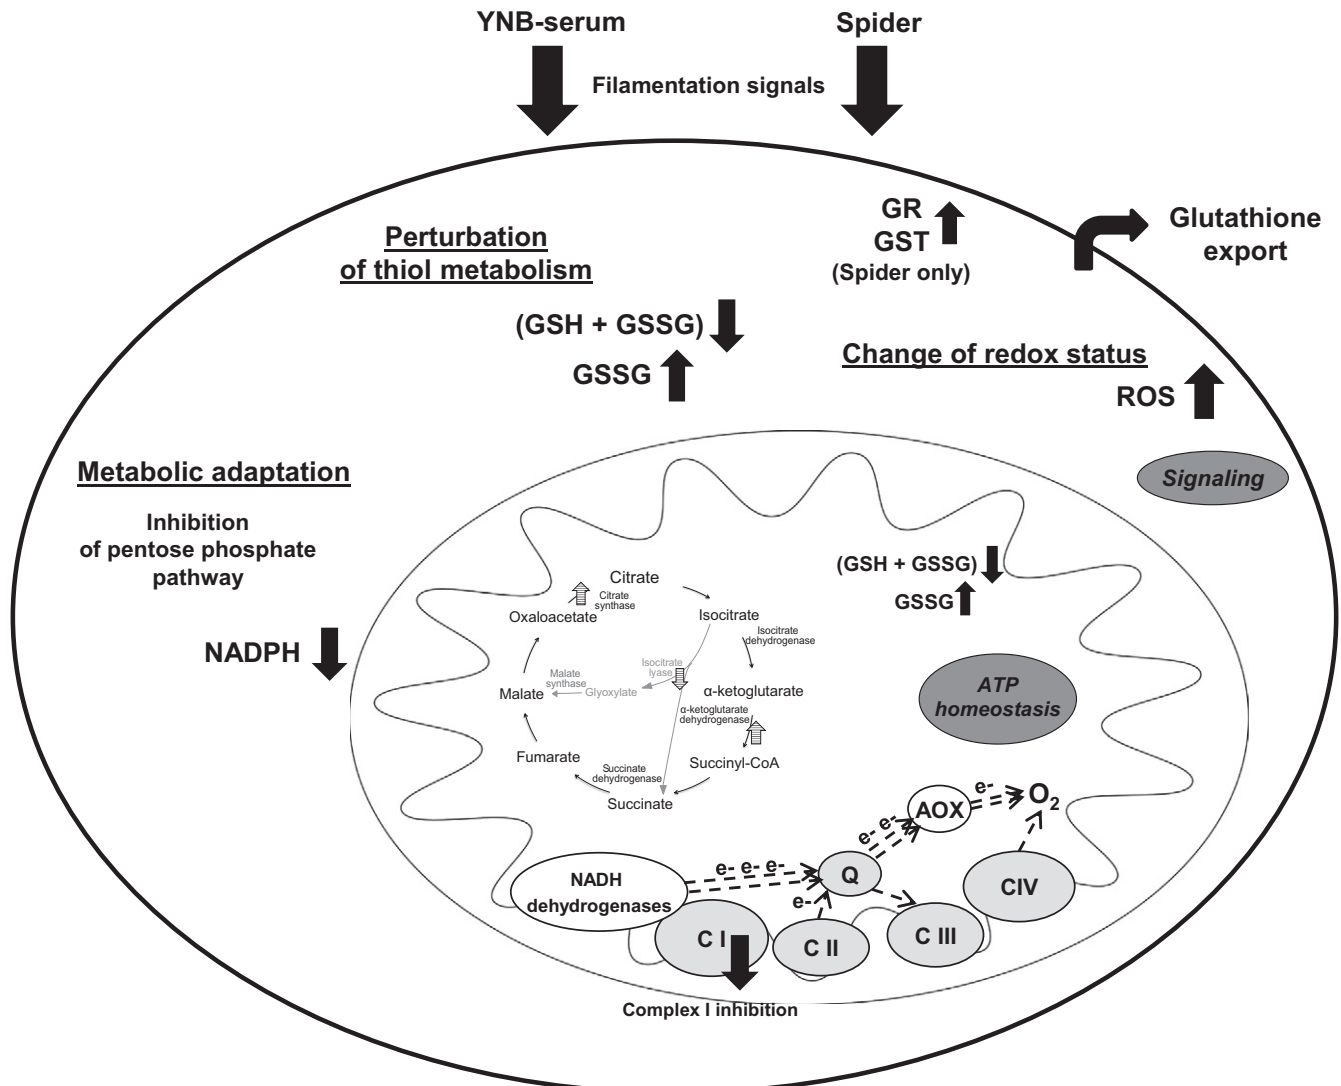 YNB-serum
Spider
Filamentation signals
GR
GST
(Spider only)
Glutathione
export
Perturbation
of thiol metabolism
(GSH + GSSG)
GSSG
Change of redox status
ROS
Signaling
Metabolic adaptation
Inhibition
of pentose phosphate
pathway
NADPH
(GSH + GSSG)
GSSG
ATP
homeostasis
Citrate
Citrate
synthase
Oxaloacetate
Isocitrate
Isocitrate
dehydrogenase
Isocitrate
lyase
Malate
synthase
Glyoxylate
Malate
α-ketoglutarate
α-ketoglutarate
dehydrogenase
Fumarate
Succinyl-CoA
Succinate
dehydrogenase
Succinate
NADH
dehydrogenases
e- e- e-
Q
e-
e- e-
AOX
e-
O₂
C I
C II
C III
CIV
Complex I inhibition